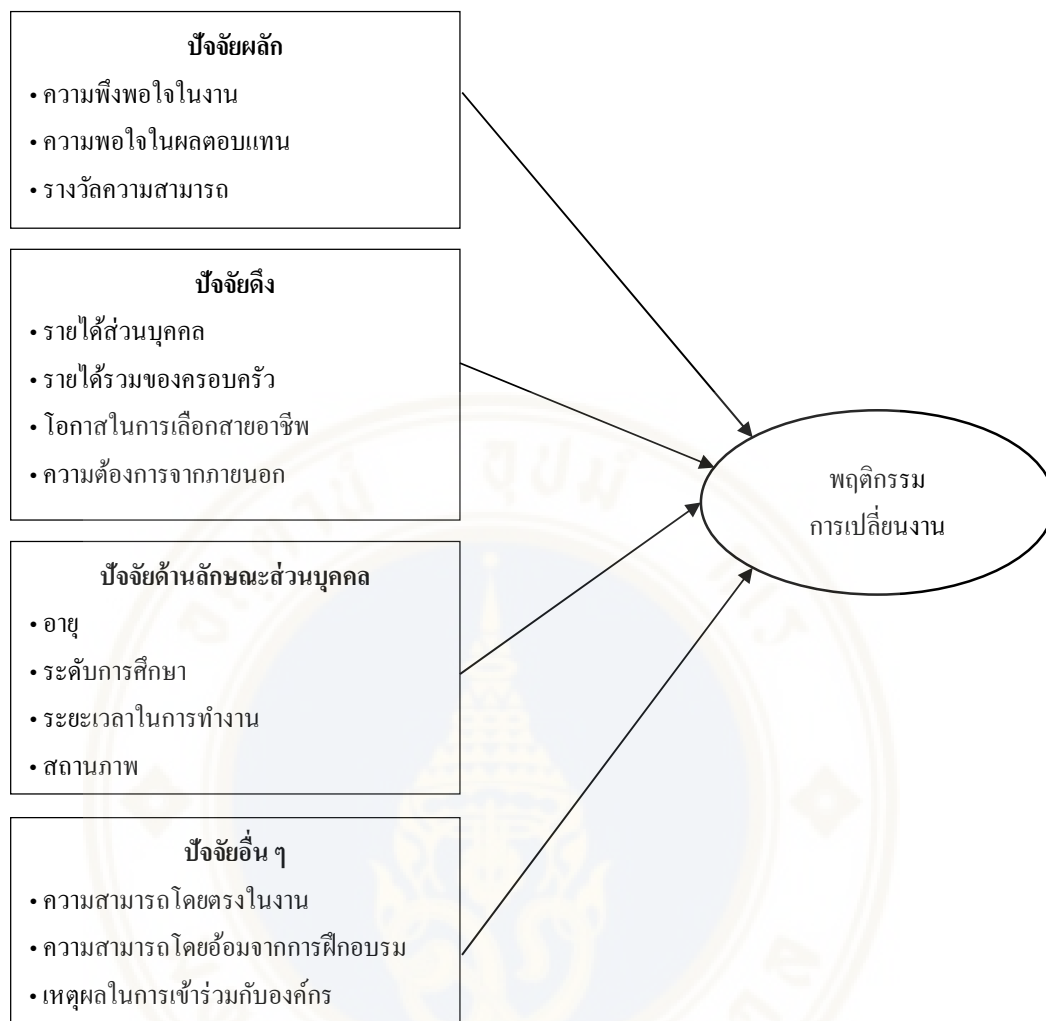 ปัจจัยผลัก
• ความพึงพอใจในงาน
• ความพอใจในผลตอบแทน
• รางวัลความสามารถ
ปัจจัยดึง
• รายได้ส่วนบุคคล
• รายได้รวมของครอบครัว
• โอกาสในการเลือกสายอาชีพ
• ความต้องการจากภายนอก
ปัจจัยด้านลักษณะส่วนบุคคล
• อายุ
• ระดับการศึกษา
• ระยะเวลาในการทำงาน
• สถานภาพ
ปัจจัยอื่น ๆ
• ความสามารถโดยตรงในงาน
• ความสามารถโดยอ้อมจากการฝึกอบรม
• เหตุผลในการเข้าร่วมกับองค์กร
พฤติกรรม
การเปลี่ยนงาน